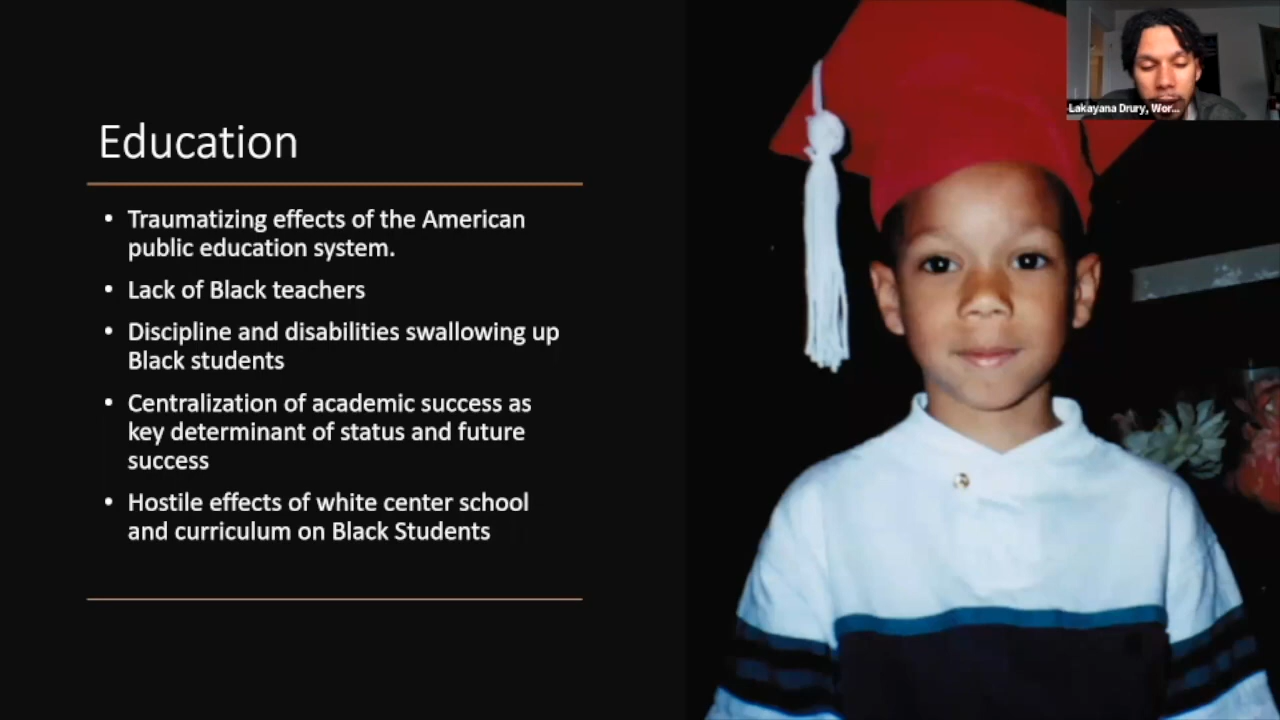 Education
• Traumatizing effects of the American
public education system.
• Lack of Black teachers
• Discipline and disabilities swallowing up
Black students
• Centralization of academic success as
key determinant of status and future
success
• Hostile effects of white center school
and curriculum on Black Students
Lakayana Drury, Wor...